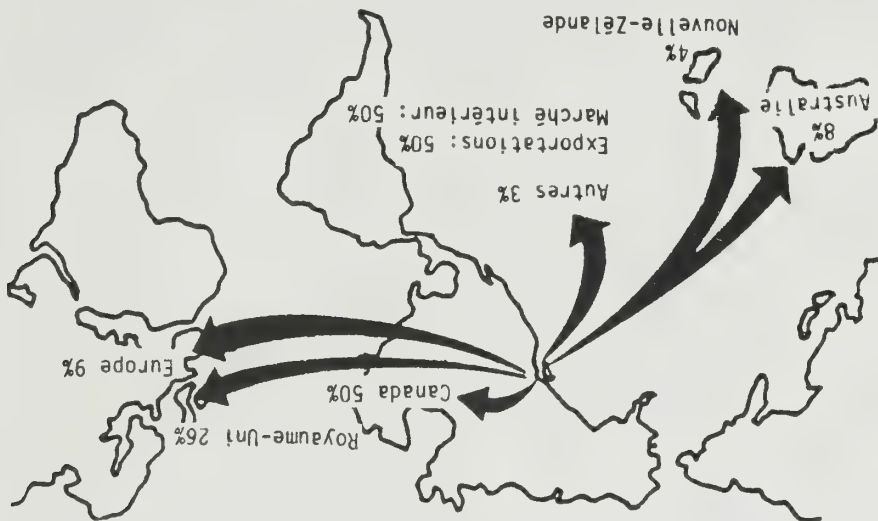 Royaume-Uni 26%
Canada 50%
Europe 9%
Autres 3%
Exportations: 50%
Marché intérieur: 50%
8%
Australie
4%
Nouvelle-Zélande